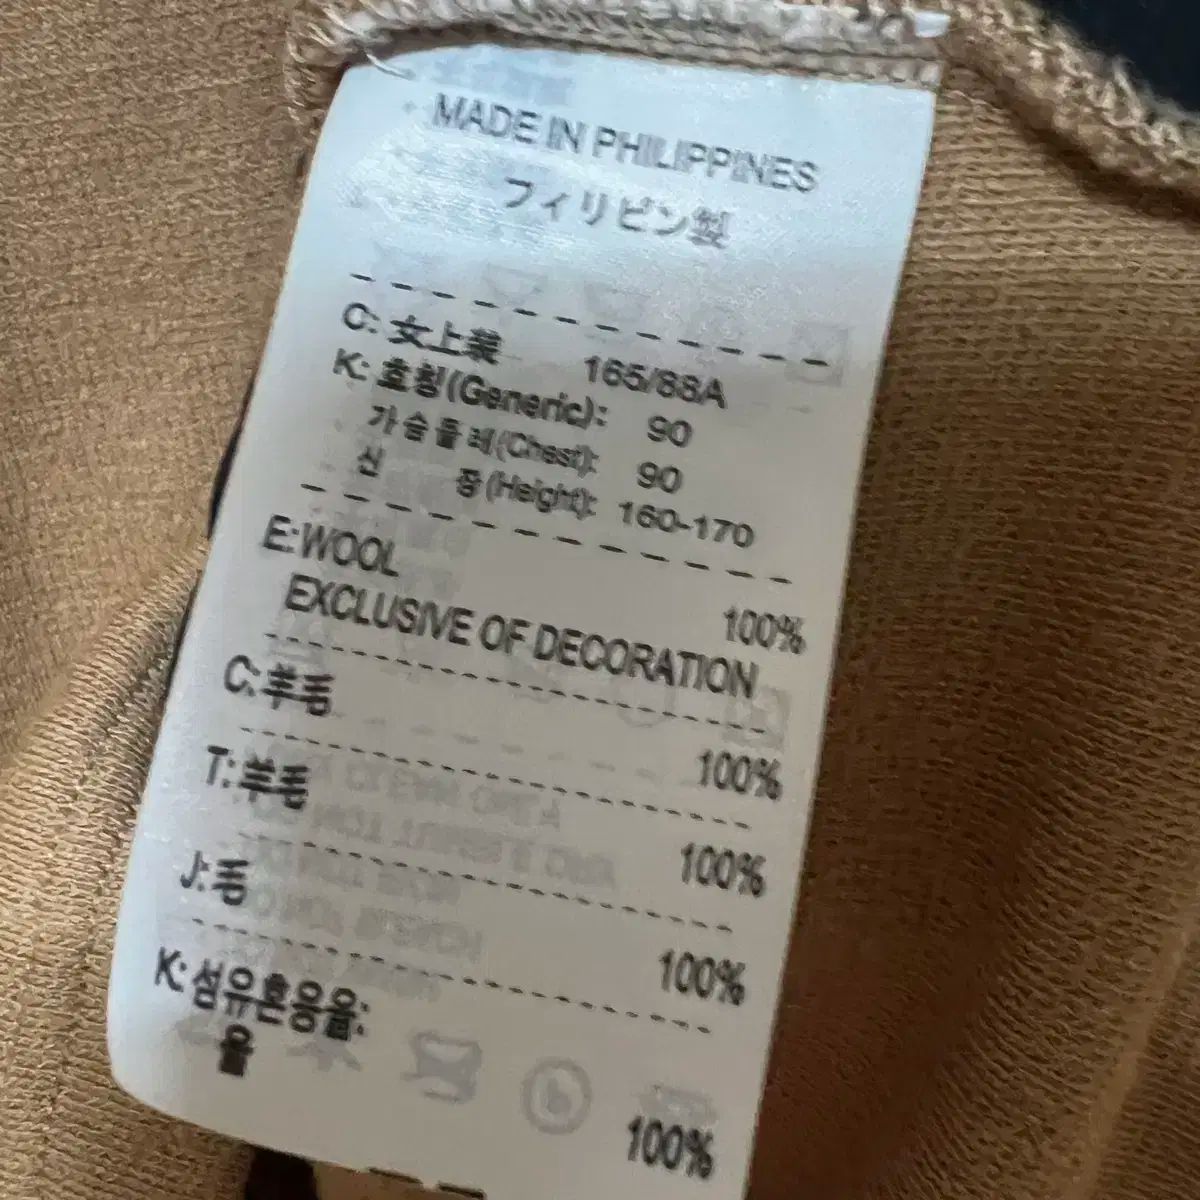 MADE IN PHILIPPINES
フィリピン製
C: 女上装 165/88A
K: 호칭(Generic): 90
가슴둘레(Chest): 90
신 장(Height): 160-170
E:WOOL 100%
EXCLUSIVE OF DECORATION
C:羊毛 100%
T:羊毛 100%
J:毛 100%
K:섬유혼용율:
울 100%